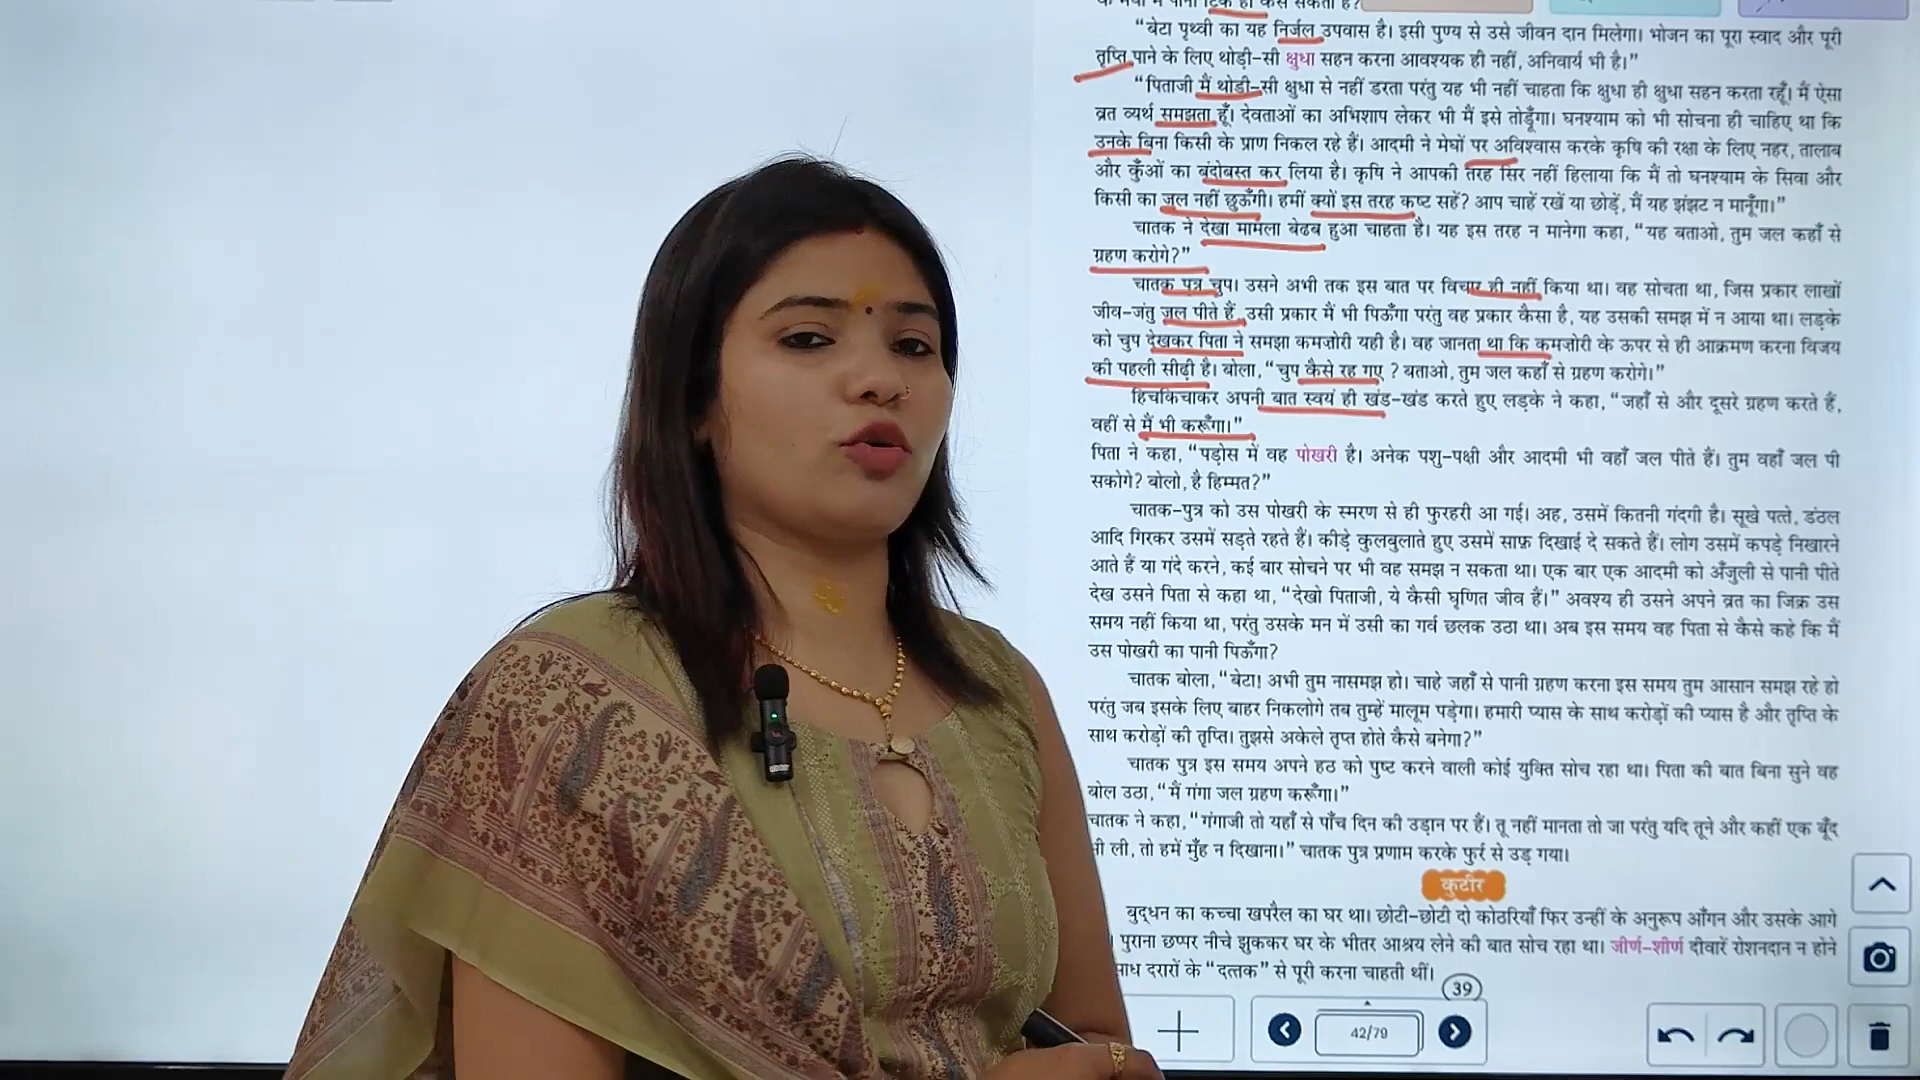 टिक ही कैसे सकता है?
“बेटा पृथ्वी का यह निर्जल उपवास है। इसी पुण्य से उसे जीवन दान मिलेगा। भोजन का पूरा स्वाद और पूरी
तृप्ति पाने के लिए थोड़ी-सी क्षुधा सहन करना आवश्यक ही नहीं, अनिवार्य भी है।”
“पिताजी मैं थोड़ी-सी क्षुधा से नहीं डरता परंतु यह भी नहीं चाहता कि क्षुधा ही क्षुधा सहन करता रहूँ। मैं ऐसा
व्रत व्यर्थ समझता हूँ। देवताओं का अभिशाप लेकर भी मैं इसे तोड़ूँगा। घनश्याम को भी सोचना ही चाहिए था कि
उनके बिना किसी के प्राण निकल रहे हैं। आदमी ने मेघों पर अविश्वास करके कृषि की रक्षा के लिए नहर, तालाब
और कुँओं का बंदोबस्त कर लिया है। कृषि ने आपकी तरह सिर नहीं हिलाया कि मैं तो घनश्याम के सिवा और
किसी का जल नहीं छुऊँगी। हमीं क्यों इस तरह कष्ट सहें? आप चाहें रखें या छोड़ें, मैं यह झंझट न मानूँगा।”
चातक ने देखा मामला बेढब हुआ चाहता है। यह इस तरह न मानेगा कहा, “यह बताओ, तुम जल कहाँ से
ग्रहण करोगे?”
चातक पुत्र चुप। उसने अभी तक इस बात पर विचार ही नहीं किया था। वह सोचता था, जिस प्रकार लाखों
जीव-जंतु जल पीते हैं, उसी प्रकार मैं भी पिऊँगा परंतु वह प्रकार कैसा है, यह उसकी समझ में न आया था। लड़के
को चुप देखकर पिता ने समझा कमज़ोरी यही है। वह जानता था कि कमज़ोरी के ऊपर से ही आक्रमण करना विजय
की पहली सीढ़ी है। बोला, “चुप कैसे रह गए ? बताओ, तुम जल कहाँ से ग्रहण करोगे।”
हिचकिचाकर अपनी बात स्वयं ही खंड-खंड करते हुए लड़के ने कहा, “जहाँ से और दूसरे ग्रहण करते हैं,
वहीं से मैं भी करूँगा।”
पिता ने कहा, “पड़ोस में वह पोखरी है। अनेक पशु-पक्षी और आदमी भी वहाँ जल पीते हैं। तुम वहाँ जल पी
सकोगे? बोलो, है हिम्मत?”
चातक-पुत्र को उस पोखरी के स्मरण से ही फुरहरी आ गई। अह, उसमें कितनी गंदगी है। सूखे पत्ते, डंठल
आदि गिरकर उसमें सड़ते रहते हैं। कीड़े कुलबुलाते हुए उसमें साफ़ दिखाई दे सकते हैं। लोग उसमें कपड़े निखारने
आते हैं या गंदे करने, कई बार सोचने पर भी वह समझ न सकता था। एक बार एक आदमी को अँजुली से पानी पीते
देख उसने पिता से कहा था, “देखो पिताजी, ये कैसी घृणित जीव हैं।” अवश्य ही उसने अपने व्रत का जिक्र उस
समय नहीं किया था, परंतु उसके मन में उसी का गर्व छलक उठा था। अब इस समय वह पिता से कैसे कहे कि मैं
उस पोखरी का पानी पिऊँगा?
चातक बोला, “बेटा! अभी तुम नासमझ हो। चाहे जहाँ से पानी ग्रहण करना इस समय तुम आसान समझ रहे हो
परंतु जब इसके लिए बाहर निकलोगे तब तुम्हें मालूम पड़ेगा। हमारी प्यास के साथ करोड़ों की प्यास है और तृप्ति के
साथ करोड़ों की तृप्ति। तुझसे अकेले तृप्त होते कैसे बनेगा?”
चातक पुत्र इस समय अपने हठ को पुष्ट करने वाली कोई युक्ति सोच रहा था। पिता की बात बिना सुने वह
बोल उठा, “मैं गंगा जल ग्रहण करूँगा।”
चातक ने कहा, “गंगाजी तो यहाँ से पाँच दिन की उड़ान पर हैं। तू नहीं मानता तो जा परंतु यदि तूने और कहीं एक बूँद
भी ली, तो हमें मुँह न दिखाना।” चातक पुत्र प्रणाम करके फुर्र से उड़ गया।
कुटीर
बुद्धन का कच्चा खपरैल का घर था। छोटी-छोटी दो कोठरियाँ फिर उन्हीं के अनुरूप आँगन और उसके आगे
पुराना छप्पर नीचे झुककर घर के भीतर आश्रय लेने की बात सोच रहा था। जीर्ण-शीर्ण दीवारें रोशनदान न होने
साध दरारों के “दत्तक” से पूरी करना चाहती थीं।
39
42/79